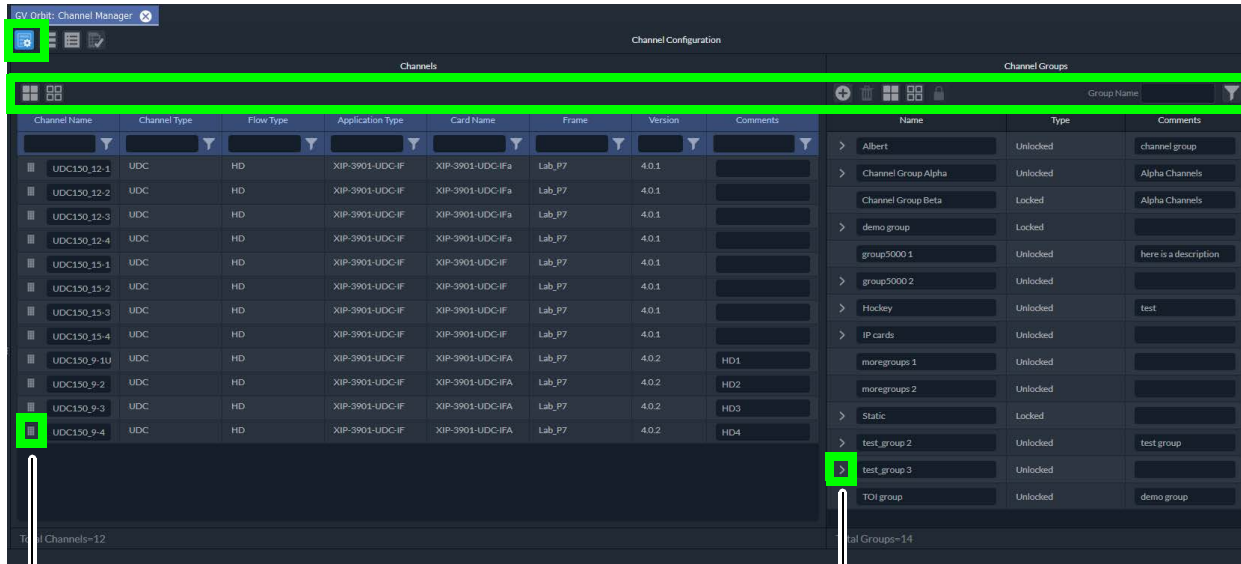 GV Orbit: Channel Manager
Channel Configuration
Channels
Channel Groups
Group Name
Channel Name Channel Type Flow Type Application Type Card Name Frame Version Comments
Name Type Comments
UDC150_12-1 UDC HD XIP-3901-UDC-IF XIP-3901-UDC-IFa Lab_P7 4.0.1
UDC150_12-2 UDC HD XIP-3901-UDC-IF XIP-3901-UDC-IFa Lab_P7 4.0.1
UDC150_12-3 UDC HD XIP-3901-UDC-IF XIP-3901-UDC-IFa Lab_P7 4.0.1
UDC150_12-4 UDC HD XIP-3901-UDC-IF XIP-3901-UDC-IFa Lab_P7 4.0.1
UDC150_15-1 UDC HD XIP-3901-UDC-IF XIP-3901-UDC-IF Lab_P7 4.0.1
UDC150_15-2 UDC HD XIP-3901-UDC-IF XIP-3901-UDC-IF Lab_P7 4.0.1
UDC150_15-3 UDC HD XIP-3901-UDC-IF XIP-3901-UDC-IF Lab_P7 4.0.1
UDC150_15-4 UDC HD XIP-3901-UDC-IF XIP-3901-UDC-IF Lab_P7 4.0.1
UDC150_9-1U UDC HD XIP-3901-UDC-IF XIP-3901-UDC-IFA Lab_P7 4.0.2 HD1
UDC150_9-2 UDC HD XIP-3901-UDC-IF XIP-3901-UDC-IFA Lab_P7 4.0.2 HD2
UDC150_9-3 UDC HD XIP-3901-UDC-IF XIP-3901-UDC-IFA Lab_P7 4.0.2 HD3
UDC150_9-4 UDC HD XIP-3901-UDC-IF XIP-3901-UDC-IFA Lab_P7 4.0.2 HD4
Albert Unlocked channel group
Channel Group Alpha Unlocked Alpha Channels
Channel Group Beta Locked Alpha Channels
demo group Locked
group5000 1 Unlocked here is a description
group5000 2 Unlocked
Hockey Unlocked test
IP cards Unlocked
moregroups 1 Unlocked
moregroups 2 Unlocked
Static Locked
test_group 2 Unlocked test group
test_group 3 Unlocked
TOI group Unlocked demo group
Total Channels=12
Total Groups=14